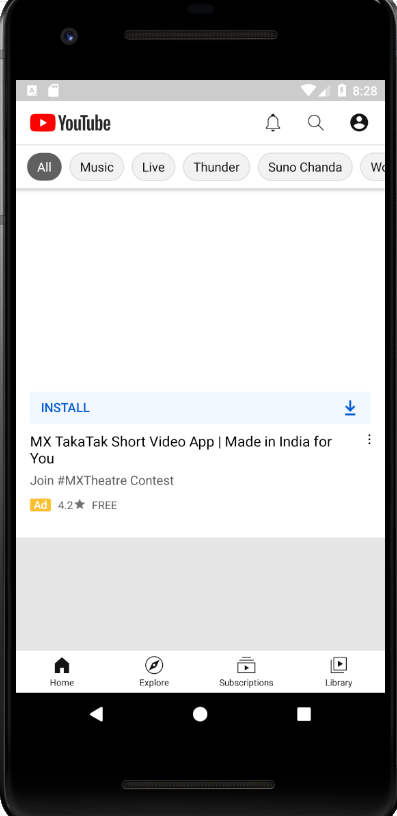 8:28
YouTube
All Music Live Thunder Suno Chanda
INSTALL
MX TakaTak Short Video App | Made in India for
You
Join #MXTheatre Contest
Ad 4.2★ FREE
Home Explore Subscriptions Library